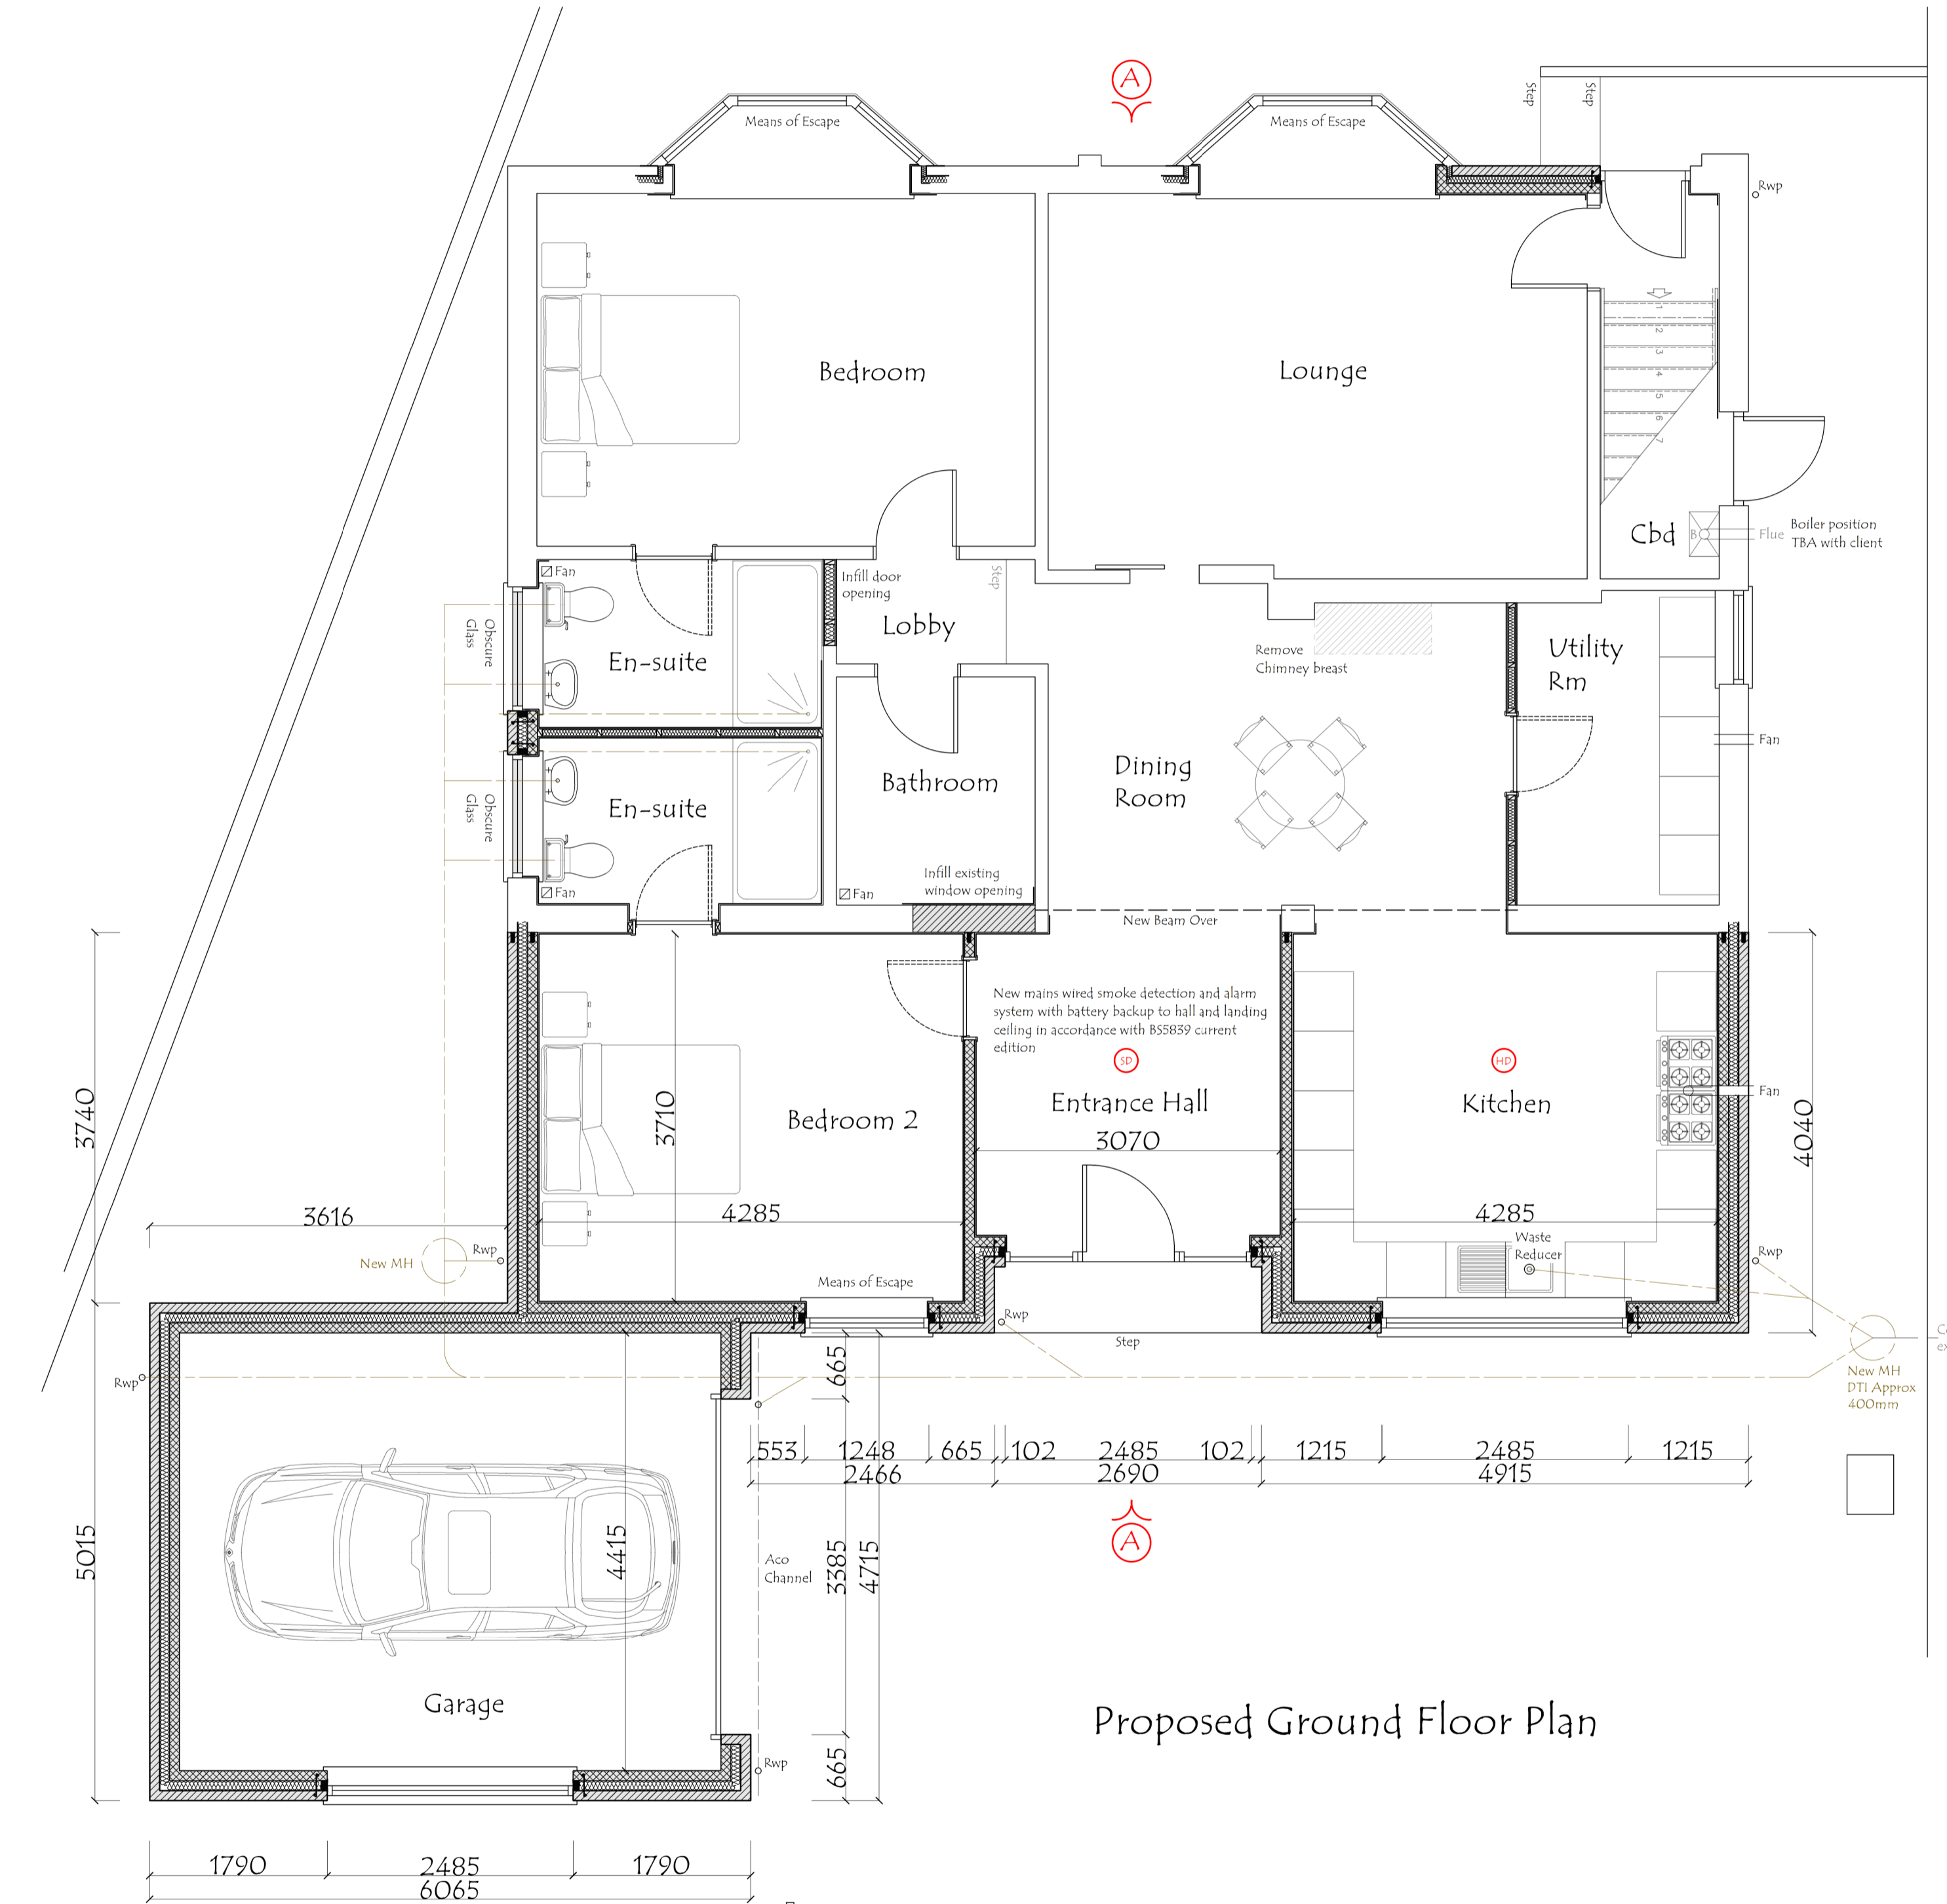 A
Means of Escape
Means of Escape
Step
Step
Rwp
Bedroom
Lounge
1
2
3
4
5
6
7
Cbd
B
Flue
Boiler position
TBA with client
Fan
Infill door
opening
Step
Lobby
Obscure
Glass
En-suite
Remove
Chimney breast
Utility
Rm
Fan
Dining
Room
Bathroom
Obscure
Glass
En-suite
Fan
Fan
Infill existing
window opening
New Beam Over
New mains wired smoke detection and alarm
system with battery backup to hall and landing
ceiling in accordance with BS5839 current
edition
SD
HD
Fan
Entrance Hall
Kitchen
Bedroom 2
3740
3710
3070
4040
3616
4285
4285
New MH
Rwp
Waste
Reducer
Rwp
Means of Escape
Rwp
Step
Rwp
665
New MH
DTI Approx
400mm
553
1248
665
102
2485
102
1215
2485
1215
2466
2690
4915
A
5015
4415
Aco
Channel
3385
4715
Garage
Proposed Ground Floor Plan
Rwp
665
1790
2485
1790
6065